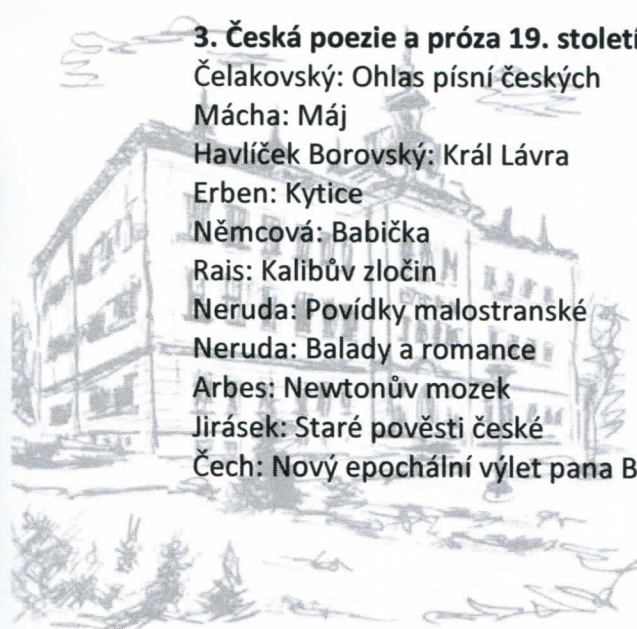 3. Česká poezie a próza 19. století
Čelakovský: Ohlas písní českých
Mácha: Máj
Havlíček Borovský: Král Lávra
Erben: Kytice
Němcová: Babička
Rais: Kalibův zločin
Neruda: Povídky malostranské
Neruda: Balady a romance
Arbes: Newtonův mozek
Jirásek: Staré pověsti české
Čech: Nový epochální výlet pana B